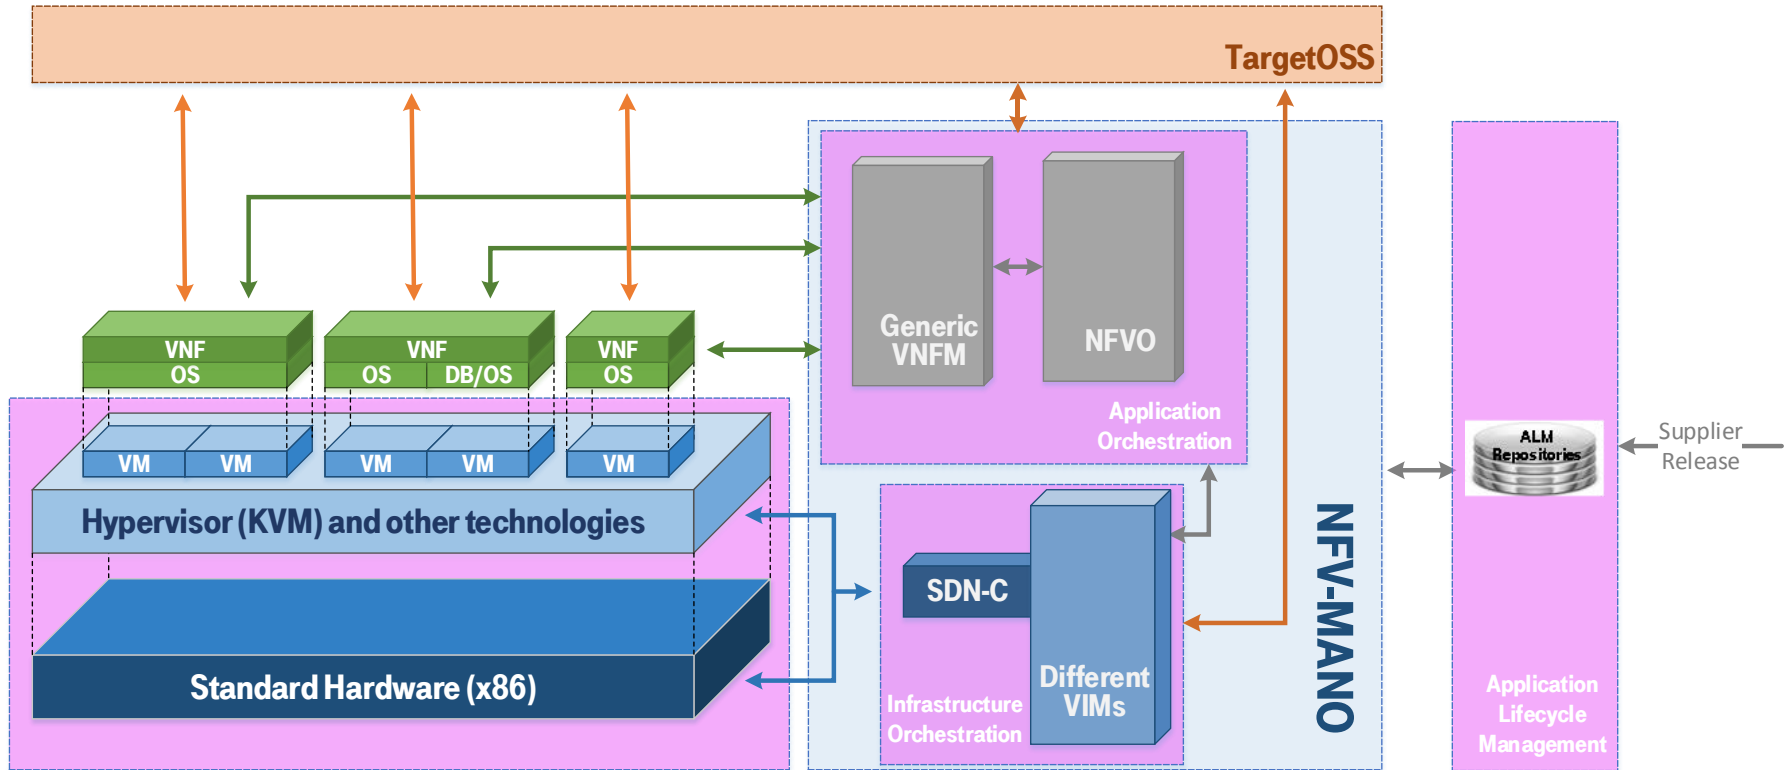 TargetOSS
VNF
OS
VNF
OS
DB/OS
VNF
OS
VM
VM
VM
VM
VM
Hypervisor (KVM) and other technologies
Standard Hardware (x86)
Generic
VNFM
NFVO
Application
Orchestration
SDN-C
Different
VIMs
Infrastructure
Orchestration
NFV-MANO
ALM
Repositories
Application
Lifecycle
Management
Supplier
Release